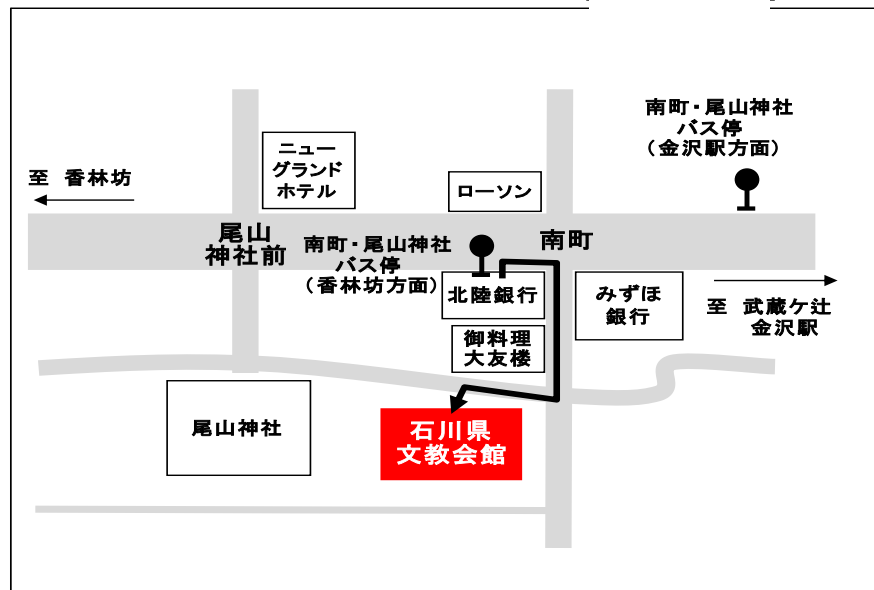 南町・尾山神社
バス停
（金沢駅方面）
ニュー
グランド
ホテル
至 香林坊
ローソン
尾山
神社前
南町・尾山神社
バス停
（香林坊方面）
南町
北陸銀行
みずほ
銀行
至 武蔵ケ辻
金沢駅
御料理
大友楼
尾山神社
石川県
文教会館